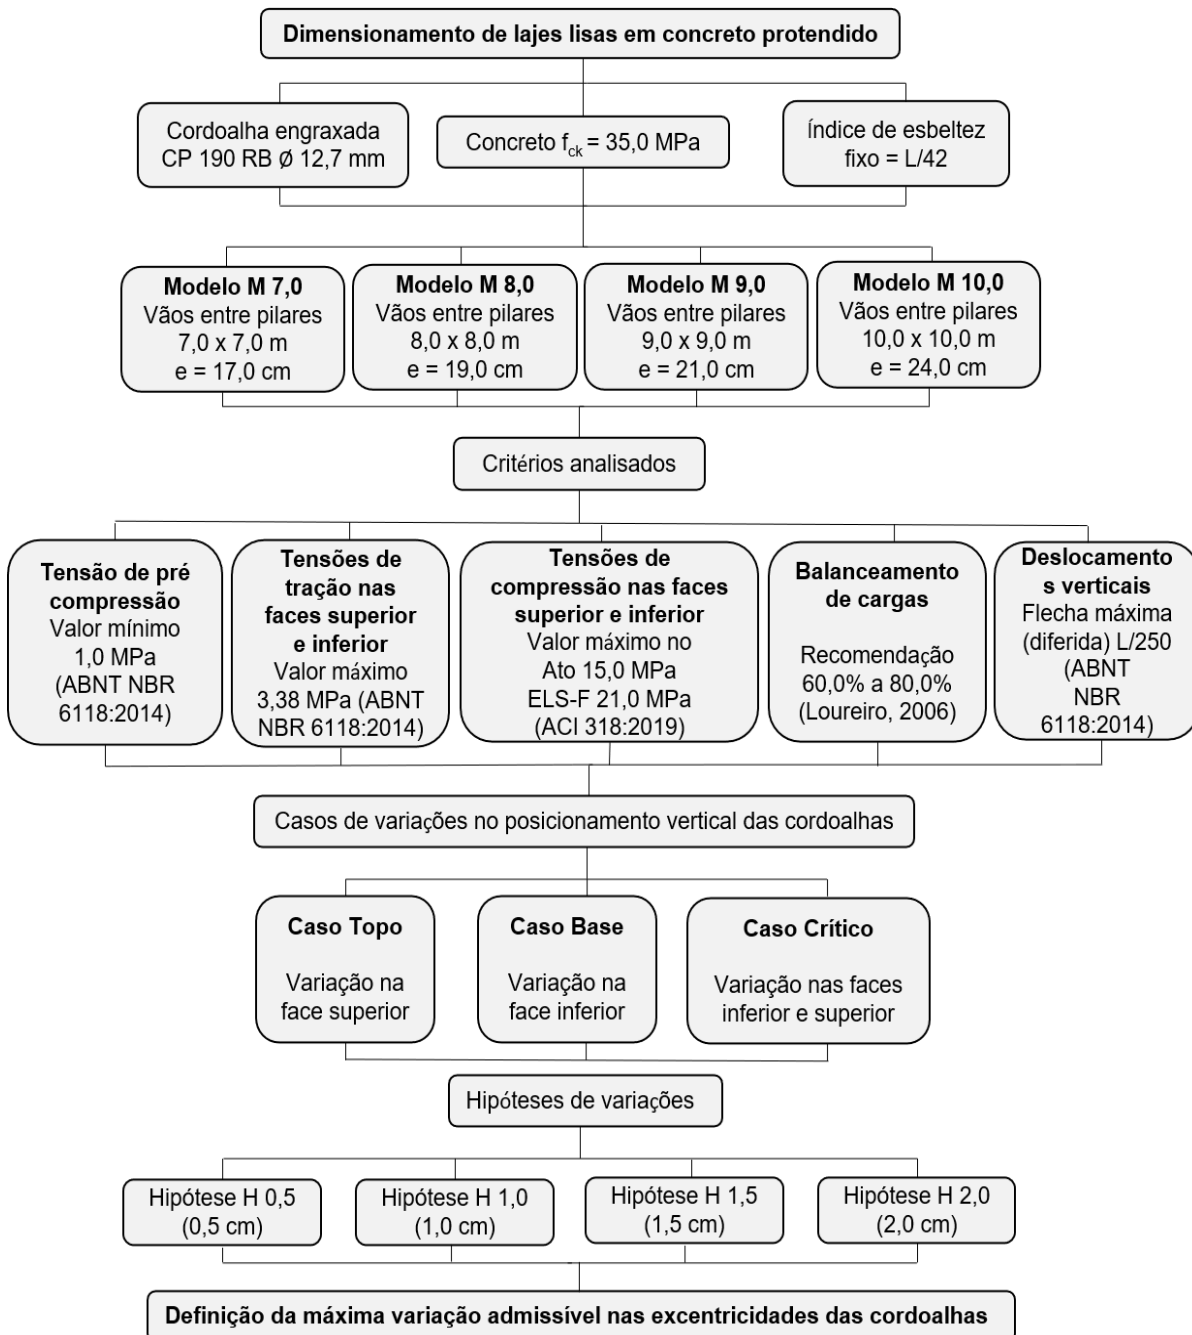 Dimensionamento de lajes lisas em concreto protendido
Cordoalha engraxada
CP 190 RB Ø 12,7 mm
Concreto fck = 35,0 MPa
Índice de esbeltez
fixo = L/42
Modelo M 7,0
Vãos entre pilares
7,0 x 7,0 m
e = 17,0 cm
Modelo M 8,0
Vãos entre pilares
8,0 x 8,0 m
e = 19,0 cm
Modelo M 9,0
Vãos entre pilares
9,0 x 9,0 m
e = 21,0 cm
Modelo M 10,0
Vãos entre pilares
10,0 x 10,0 m
e = 24,0 cm
Critérios analisados
Tensão de pré
compressão
Valor mínimo
1,0 MPa
(ABNT NBR
6118:2014)
Tensões de
tração nas
faces superior
e inferior
Valor máximo
3,38 MPa (ABNT
NBR 6118:2014)
Tensões de
compressão nas faces
superior e inferior
Valor máximo no
Ato 15,0 MPa
ELS-F 21,0 MPa
(ACI 318:2019)
Balanceamento
de cargas
Recomendação
60,0% a 80,0%
(Loureiro, 2006)
Deslocamento
s verticais
Flecha máxima
(diferida) L/250
(ABNT
NBR
6118:2014)
Casos de variações no posicionamento vertical das cordoalhas
Caso Topo
Variação na
face superior
Caso Base
Variação na
face inferior
Caso Crítico
Variação nas faces
inferior e superior
Hipóteses de variações
Hipótese H 0,5
(0,5 cm)
Hipótese H 1,0
(1,0 cm)
Hipótese H 1,5
(1,5 cm)
Hipótese H 2,0
(2,0 cm)
Definição da máxima variação admissível nas excentricidades das cordoalhas